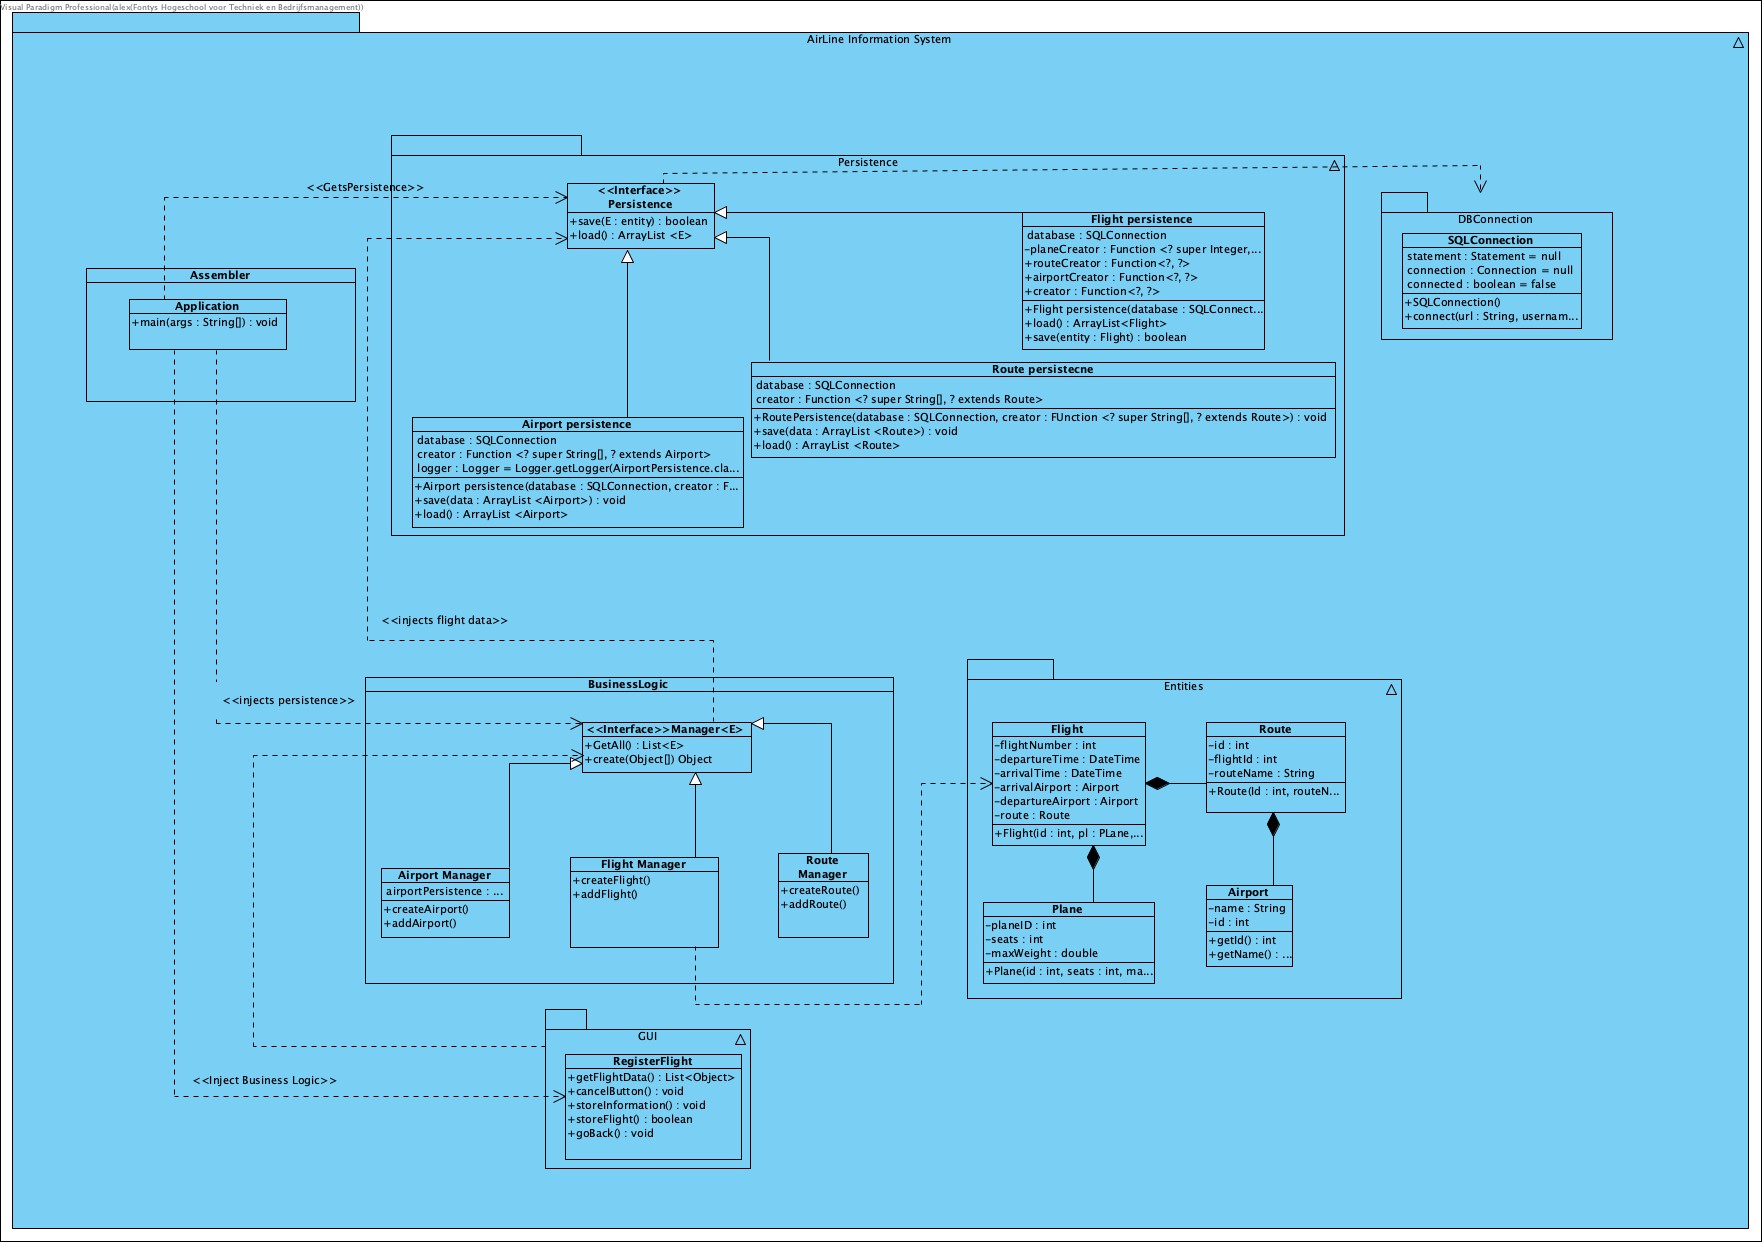 Visual Paradigm Professional(alex(Fontys Hogeschool voor Techniek en Bedrijfsmanagement))
AirLine Information System
Persistence
<<GetsPersistence>>
<<Interface>>
Persistence
+save(E : entity) : boolean
+load() : ArrayList <E>
Flight persistence
database : SQLConnection
-planeCreator : Function <? super Integer,...
+routeCreator : Function<?, ?>
+airportCreator : Function<?, ?>
+creator : Function<?, ?>
+Flight persistence(database : SQLConnect...
+load() : ArrayList<Flight>
+save(entity : Flight) : boolean
DBConnection
SQLConnection
statement : Statement = null
connection : Connection = null
connected : boolean = false
+SQLConnection()
+connect(url : String, usernam...
Assembler
Application
+main(args : String[]) : void
Route persistecne
database : SQLConnection
creator : Function <? super String[], ? extends Route>
+RoutePersistence(database : SQLConnection, creator : FUnction <? super String[], ? extends Route>) : void
+save(data : ArrayList <Route>) : void
+load() : ArrayList <Route>
Airport persistence
database : SQLConnection
creator : Function <? super String[], ? extends Airport>
logger : Logger = Logger.getLogger(AirportPersistence.cla...
+Airport persistence(database : SQLConnection, creator : F...
+save(data : ArrayList <Airport>) : void
+load() : ArrayList <Airport>
<<injects flight data>>
<<injects persistence>>
BusinessLogic
<<Interface>>Manager<E>
+GetAll() : List<E>
+create(Object[]) Object
Airport Manager
airportPersistence : ...
+createAirport()
+addAirport()
Flight Manager
+createFlight()
+addFlight()
Route
Manager
+createRoute()
+addRoute()
Entities
Flight
-flightNumber : int
-departureTime : DateTime
-arrivalTime : DateTime
-arrivalAirport : Airport
-departureAirport : Airport
-route : Route
+Flight(id : int, pl : PLane,...
Route
-id : int
-flightId : int
-routeName : String
+Route(Id : int, routeN...
Plane
-planeID : int
-seats : int
-maxWeight : double
+Plane(id : int, seats : int, ma...
Airport
-name : String
-id : int
+getId() : int
+getName() : ...
GUI
RegisterFlight
+getFlightData() : List<Object>
+cancelButton() : void
+storeInformation() : void
+storeFlight() : boolean
+goBack() : void
<<Inject Business Logic>>